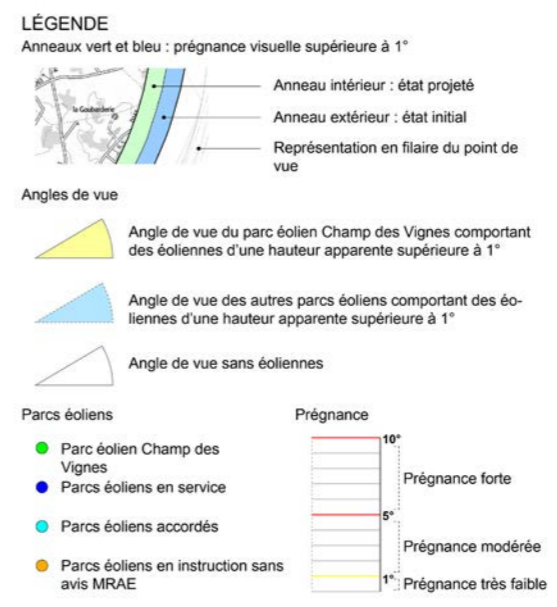 LÉGENDE
Anneaux vert et bleu : prégnance visuelle supérieure à 1°
la Goubarderie
Anneau intérieur : état projeté
Anneau extérieur : état initial
Représentation en filaire du point de
vue
Angles de vue
Angle de vue du parc éolien Champ des Vignes comportant
des éoliennes d'une hauteur apparente supérieure à 1°
Angle de vue des autres parcs éoliens comportant des éo-
liennes d'une hauteur apparente supérieure à 1°
Angle de vue sans éoliennes
Parcs éoliens
Parc éolien Champ des
Vignes
Parcs éoliens en service
Parcs éoliens accordés
Parcs éoliens en instruction sans
avis MRAE
Prégnance
10°
Prégnance forte
5°
Prégnance modérée
1°
Prégnance très faible